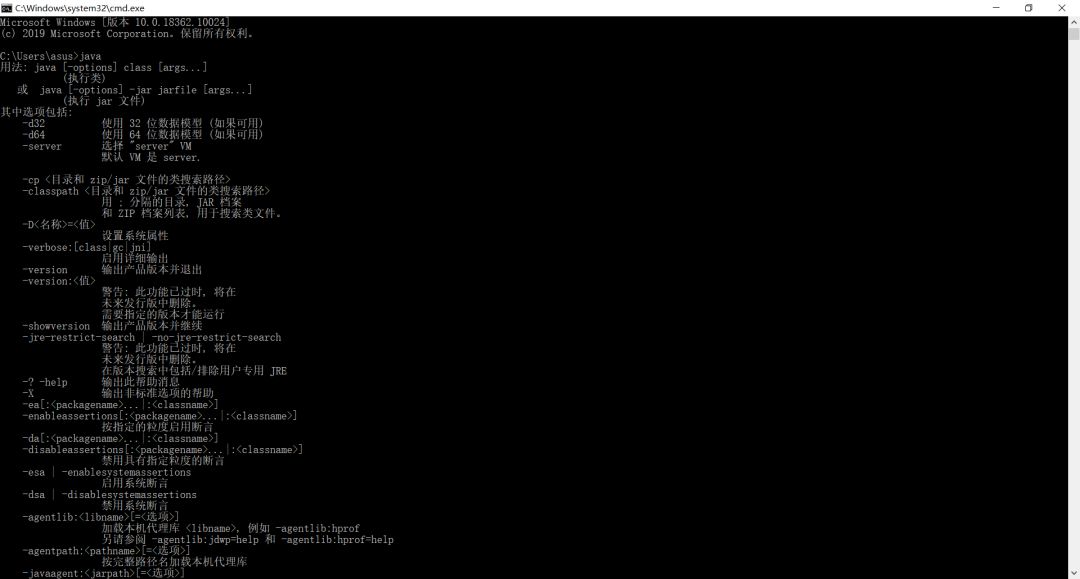 C:\Windows\system32\cmd.exe
Microsoft Windows [版本 10.0.18362.10024]
(c) 2019 Microsoft Corporation。保留所有权利。
C:\Users\asus>java
用法: java [-options] class [args...]
(执行类)
或 java [-options] -jar jarfile [args...]
(执行 jar 文件)
其中选项包括:
-d32 使用 32 位数据模型 (如果可用)
-d64 使用 64 位数据模型 (如果可用)
-server 选择 "server" VM
默认 VM 是 server.
-cp <目录和 zip/jar 文件的类搜索路径>
-classpath <目录和 zip/jar 文件的类搜索路径>
用 ; 分隔的目录, JAR 档案
和 ZIP 档案列表, 用于搜索类文件。
-D<名称>=<值>
设置系统属性
-verbose:[class|gc|jni]
启用详细输出
-version 输出产品版本并退出
-version:<值>
警告: 此功能已过时, 将在
未来发行版中删除。
需要指定的版本才能运行
-showversion 输出产品版本并继续
-jre-restrict-search | -no-jre-restrict-search
警告: 此功能已过时, 将在
未来发行版中删除。
在版本搜索中包括/排除用户专用 JRE
-? -help 输出此帮助消息
-X 输出非标准选项的帮助
-ea[:<packagename>...|:<classname>]
-enableassertions[:<packagename>...|:<classname>]
按指定的粒度启用断言
-da[:<packagename>...|:<classname>]
-disableassertions[:<packagename>...|:<classname>]
禁用具有指定粒度的断言
-esa | -enablesystemassertions
启用系统断言
-dsa | -disablesystemassertions
禁用系统断言
-agentlib:<libname>[=<选项>]
加载本机代理库 <libname>, 例如 -agentlib:hprof
另请参阅 -agentlib:jdwp=help 和 -agentlib:hprof=help
-agentpath:<pathname>[=<选项>]
按完整路径名加载本机代理库
-javaagent:<jarpath>[=<选项>]